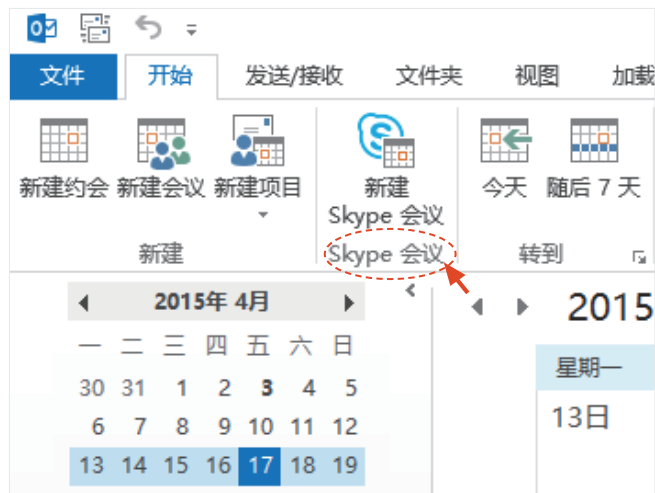 文件 开始 发送/接收 文件夹 视图 加载
新建约会 新建会议 新建项目 新建 Skype 会议 今天 随后 7 天
新建 Skype 会议 转到
2015年 4月
一 二 三 四 五 六 日
30 31 1 2 3 4 5
6 7 8 9 10 11 12
13 14 15 16 17 18 19
2015
星期一
13日